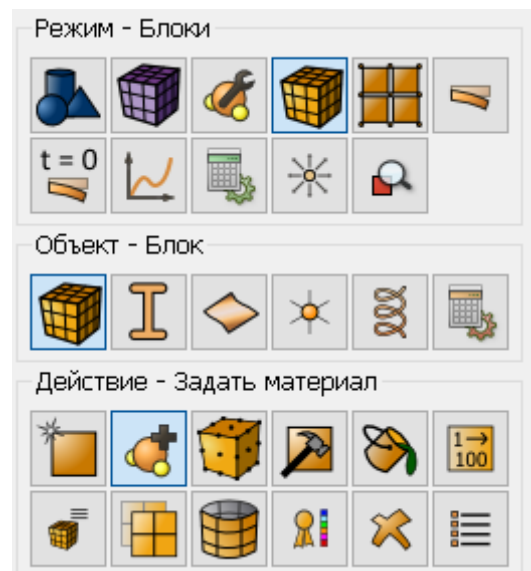 Режим - Блоки
t = 0
Объект - Блок
Действие - Задать материал
1→
100